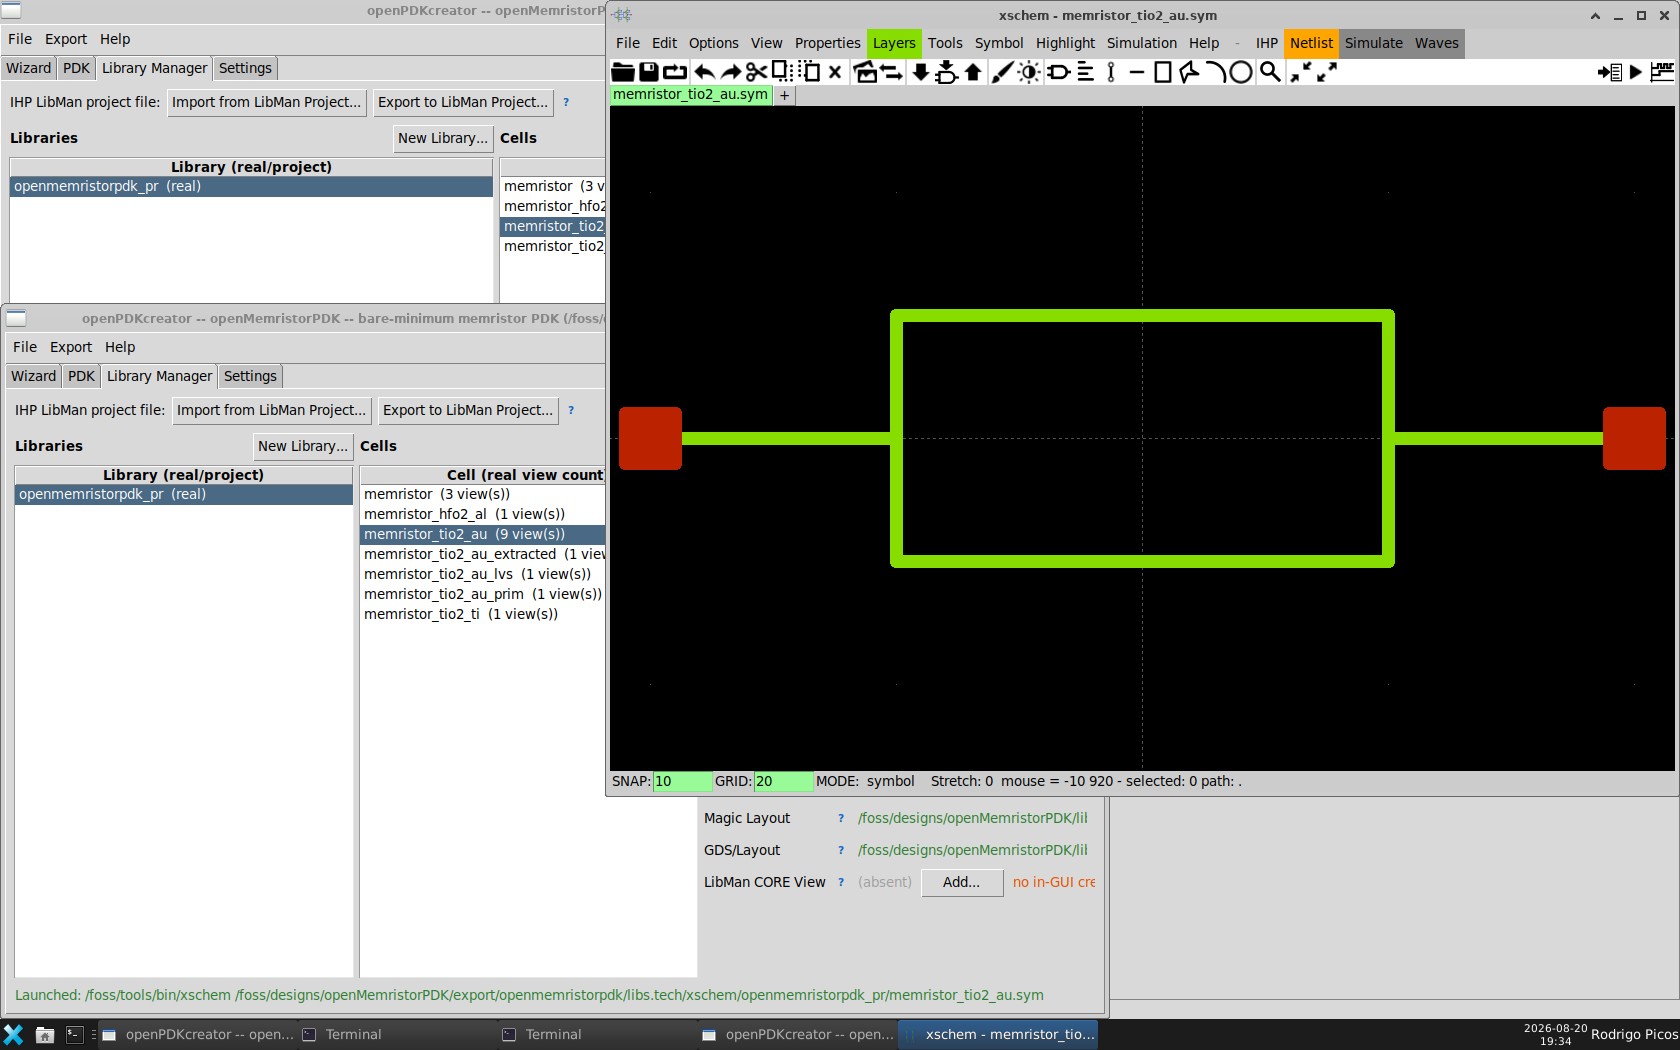 openPDKcreator -- openMemristorP
File Export Help
Wizard PDK Library Manager Settings
IHP LibMan project file: Import from LibMan Project... Export to LibMan Project... ?
Libraries New Library... Cells
Library (real/project)
openmemristorpdk_pr (real)
memristor (3 v
memristor_hfo2
memristor_tio2
memristor_tio2
openPDKcreator -- openMemristorPDK -- bare-minimum memristor PDK (/foss/
File Export Help
Wizard PDK Library Manager Settings
IHP LibMan project file: Import from LibMan Project... Export to LibMan Project... ?
Libraries New Library... Cells
Library (real/project) Cell (real view count)
openmemristorpdk_pr (real)
memristor (3 view(s))
memristor_hfo2_al (1 view(s))
memristor_tio2_au (9 view(s))
memristor_tio2_au_extracted (1 view
memristor_tio2_au_lvs (1 view(s))
memristor_tio2_au_prim (1 view(s))
memristor_tio2_ti (1 view(s))
xschem - memristor_tio2_au.sym
File Edit Options View Properties Layers Tools Symbol Highlight Simulation Help - IHP Netlist Simulate Waves
memristor_tio2_au.sym +
SNAP: 10 GRID: 20 MODE: symbol Stretch: 0 mouse = -10 920 - selected: 0 path: .
Magic Layout ? /foss/designs/openMemristorPDK/lib
GDS/Layout ? /foss/designs/openMemristorPDK/lib
LibMan CORE View ? (absent) Add... no in-GUI cre
Launched: /foss/tools/bin/xschem /foss/designs/openMemristorPDK/export/openmemristorpdk/libs.tech/xschem/openmemristorpdk_pr/memristor_tio2_au.sym
openPDKcreator -- open... Terminal Terminal openPDKcreator -- open... xschem - memristor_tio... 2026-08-20 19:34 Rodrigo Picos